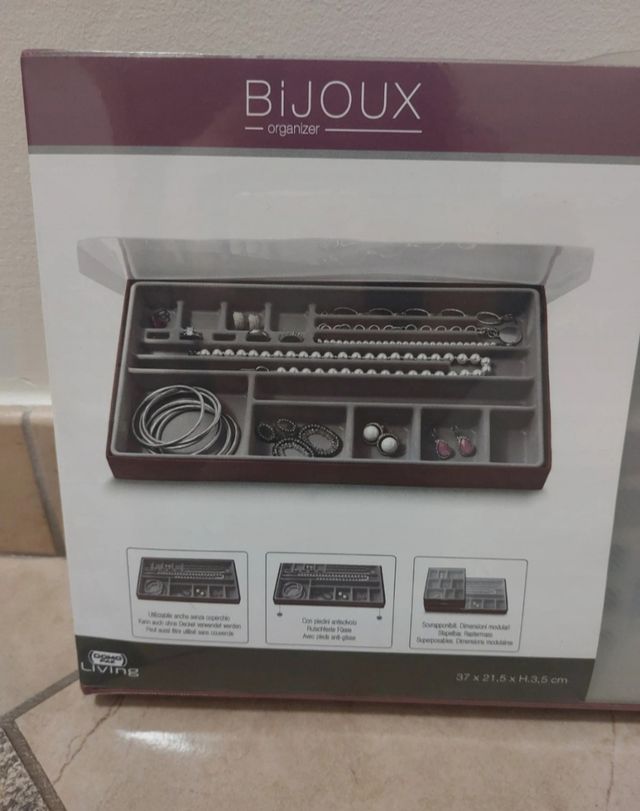 BiJOUX
organizer
Utilizzabile anche senza coperchio
Kann auch ohne Deckel verwendet werden
Peut aussi être utilisé sans couvercle
Con piedini antiscivolo
Rutschfeste Füsse
Avec pieds anti-glisse
Sovrapponibili. Dimensioni modulari
Stapelbar. Rastermass
Superposables. Dimensions modulaires
DOMO
Living
37 x 21,5 x H.3,5 cm